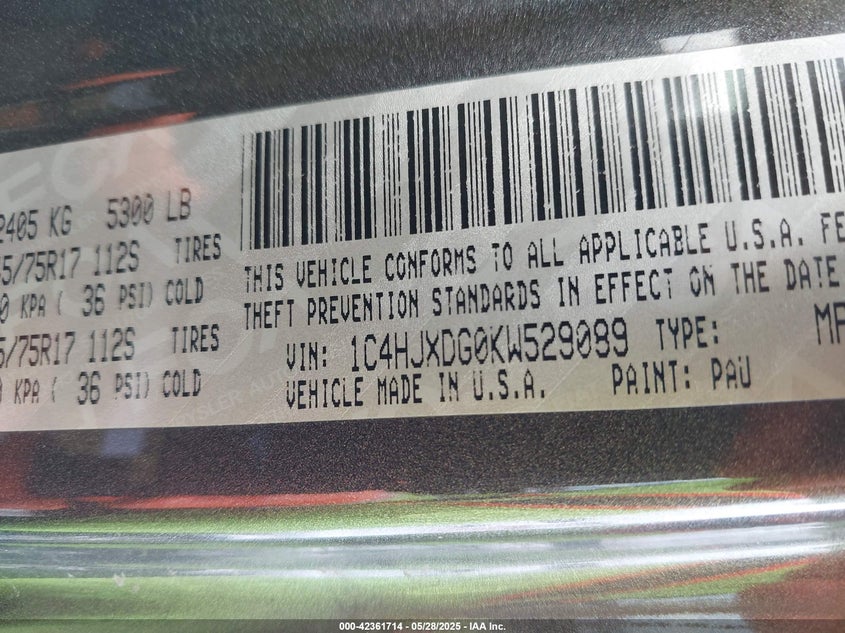 2405 KG 5300 LB
5/75R17 112S TIRES
0 KPA ( 36 PSI) COLD
5/75R17 112S TIRES
KPA ( 36 PSI) COLD
THIS VEHICLE CONFORMS TO ALL APPLICABLE U.S.A. FE
THEFT PREVENTION STANDARDS IN EFFECT ON THE DATE
VIN: 1C4HJXDG0KW529089 TYPE: MP
VEHICLE MADE IN U.S.A. PAINT: PAU
000-42361714 - 05/28/2025 - IAA Inc.